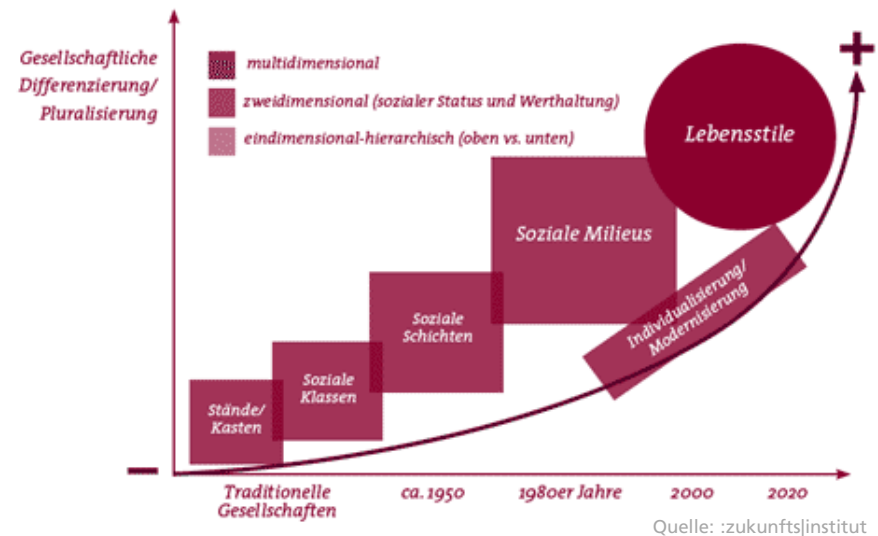 Gesellschaftliche
Differenzierung/
Pluralisierung
multidimensional
zweidimensional (sozialer Status und Werthaltung)
eindimensional-hierarchisch (oben vs. unten)
+
Lebensstile
Soziale Milieus
Individualisierung/
Modernisierung
Soziale
Schichten
Soziale
Klassen
Stände/
Kasten
–
Traditionelle
Gesellschaften
ca. 1950
1980er Jahre
2000
2020
Quelle: :zukunfts|institut